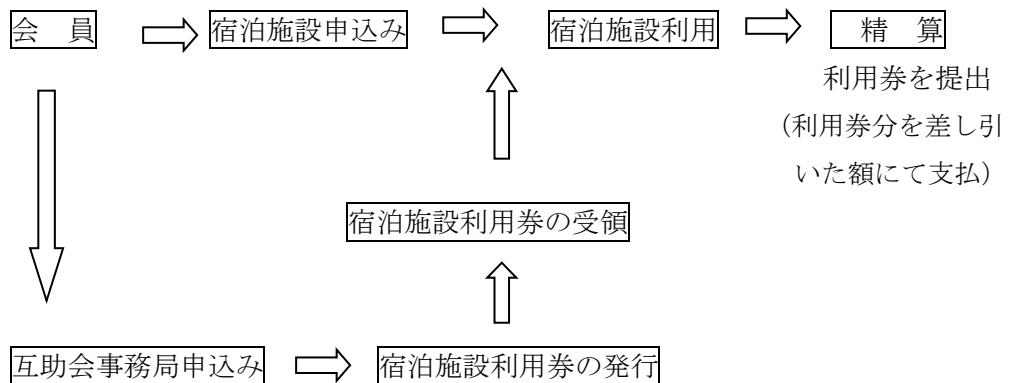 会　員
宿泊施設申込み
宿泊施設利用
精　算
利用券を提出
（利用券分を差し引
いた額にて支払）
宿泊施設利用券の受領
互助会事務局申込み
宿泊施設利用券の発行